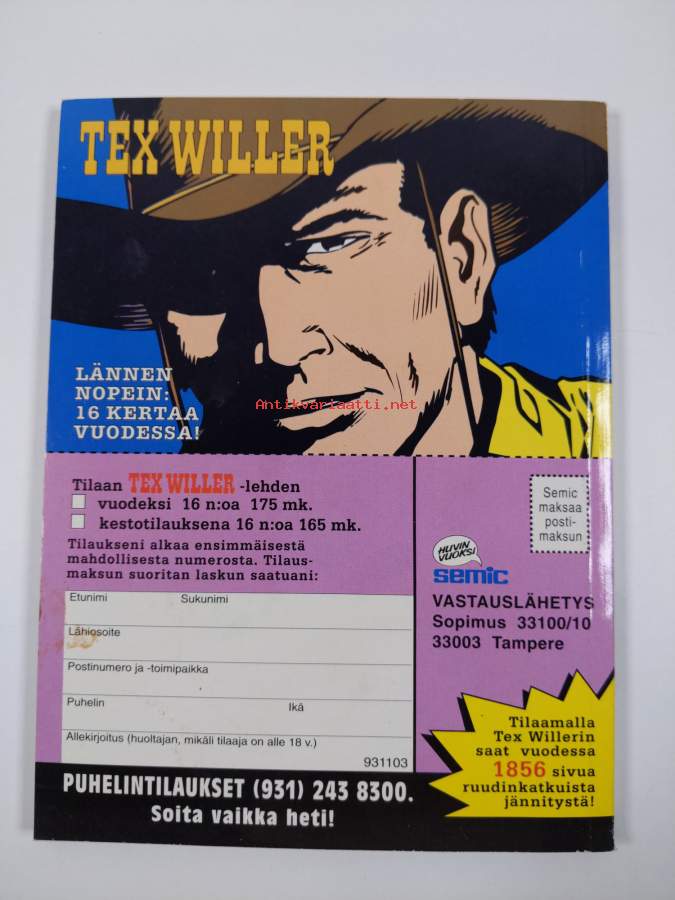 TEX WILLER
LÄNNEN
NOPEIN:
16 KERTAA
VUODESSA!
Antikvariaatti.net
Tilaan TEX WILLER -lehden
vuodeksi 16 n:oa 175 mk.
kestotilauksena 16 n:oa 165 mk.
Tilaukseni alkaa ensimmäisestä
mahdollisesta numerosta. Tilaus-
maksun suoritan laskun saatuani:
Etunimi Sukunimi
Lähiosoite
Postinumero ja -toimipaikka
Puhelin Ikä
Allekirjoitus (huoltajan, mikäli tilaaja on alle 18 v.)
931103
Semic
maksaa
posti-
maksun
HUVIN
VUOKSI
semic
VASTAUSLÄHETYS
Sopimus 33100/10
33003 Tampere
Tilaamalla
Tex Willerin
saat vuodessa
1856 sivua
ruudinkatkuista
jännitystä!
PUHELINTILAUKSET (931) 243 8300.
Soita vaikka heti!